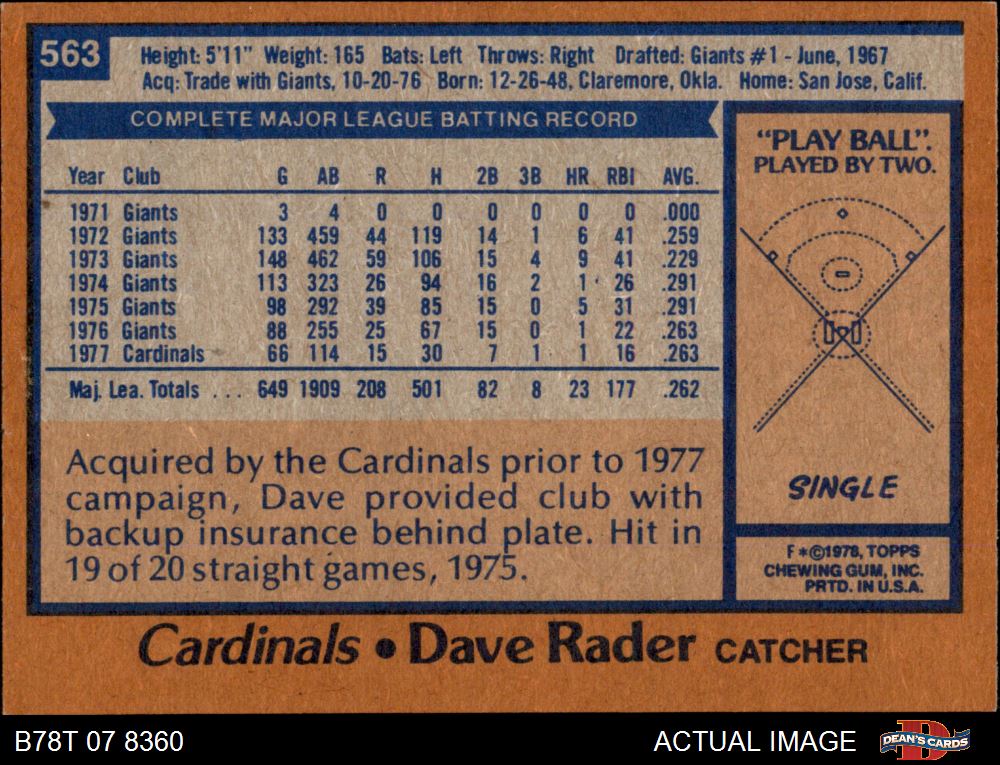 563
Height: 5'11" Weight: 165 Bats: Left Throws: Right Drafted: Giants #1 - June, 1967
Acq: Trade with Giants, 10-20-76 Born: 12-26-48, Claremore, Okla. Home: San Jose, Calif.
COMPLETE MAJOR LEAGUE BATTING RECORD
Year Club G AB R H 2B 3B HR RBI AVG.
1971 Giants 3 4 0 0 0 0 0 0 .000
1972 Giants 133 459 44 119 14 1 6 41 .259
1973 Giants 148 462 59 106 15 4 9 41 .229
1974 Giants 113 323 26 94 16 2 1 26 .291
1975 Giants 98 292 39 85 15 0 5 31 .291
1976 Giants 88 255 25 67 15 0 1 22 .263
1977 Cardinals 66 114 15 30 7 1 1 16 .263
Maj. Lea. Totals . . . 649 1909 208 501 82 8 23 177 .262
Acquired by the Cardinals prior to 1977
campaign, Dave provided club with
backup insurance behind plate. Hit in
19 of 20 straight games, 1975.
"PLAY BALL".
PLAYED BY TWO.
SINGLE
F *©1978, TOPPS
CHEWING GUM, INC.
PRTD. IN U.S.A.
Cardinals • Dave Rader CATCHER
B78T 07 8360
ACTUAL IMAGE
DEAN'S CARDS